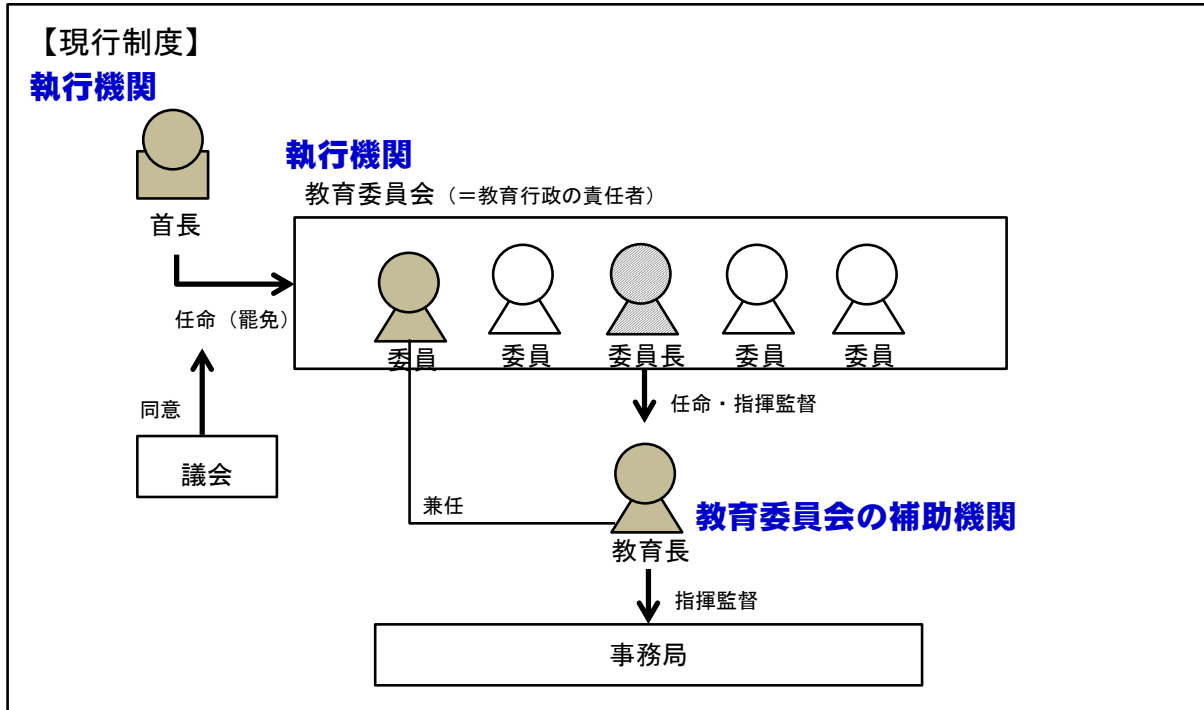 【現行制度】
執行機関
首長
執行機関
教育委員会(=教育行政の責任者)
任命(罷免)
委員
委員
委員長
委員
委員
同意
議会
任命・指揮監督
兼任
教育委員会の補助機関
教育長
指揮監督
事務局